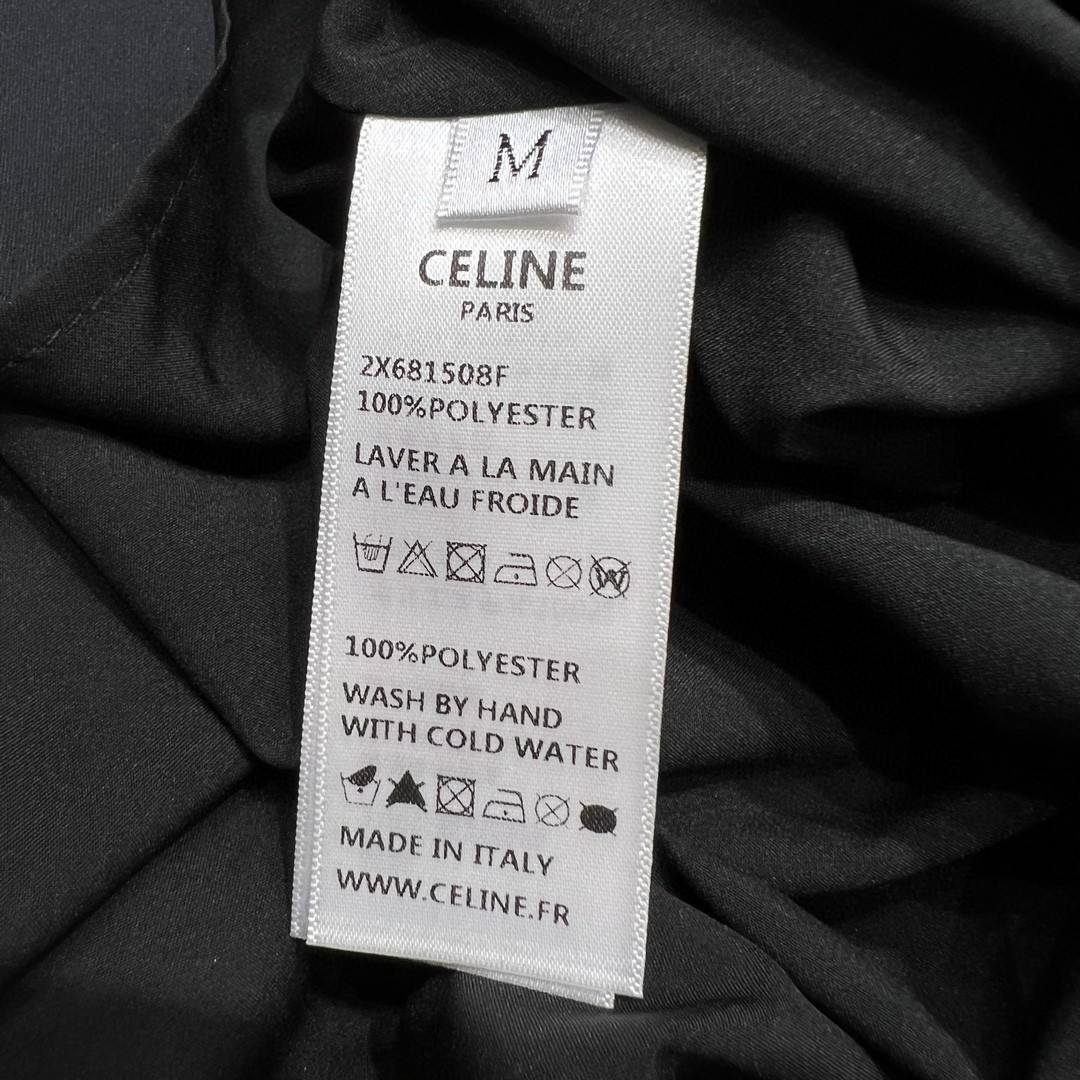 M
CELINE
PARIS
2X681508F
100%POLYESTER
LAVER A LA MAIN
A L'EAU FROIDE
W
100%POLYESTER
WASH BY HAND
WITH COLD WATER
MADE IN ITALY
WWW.CELINE.FR